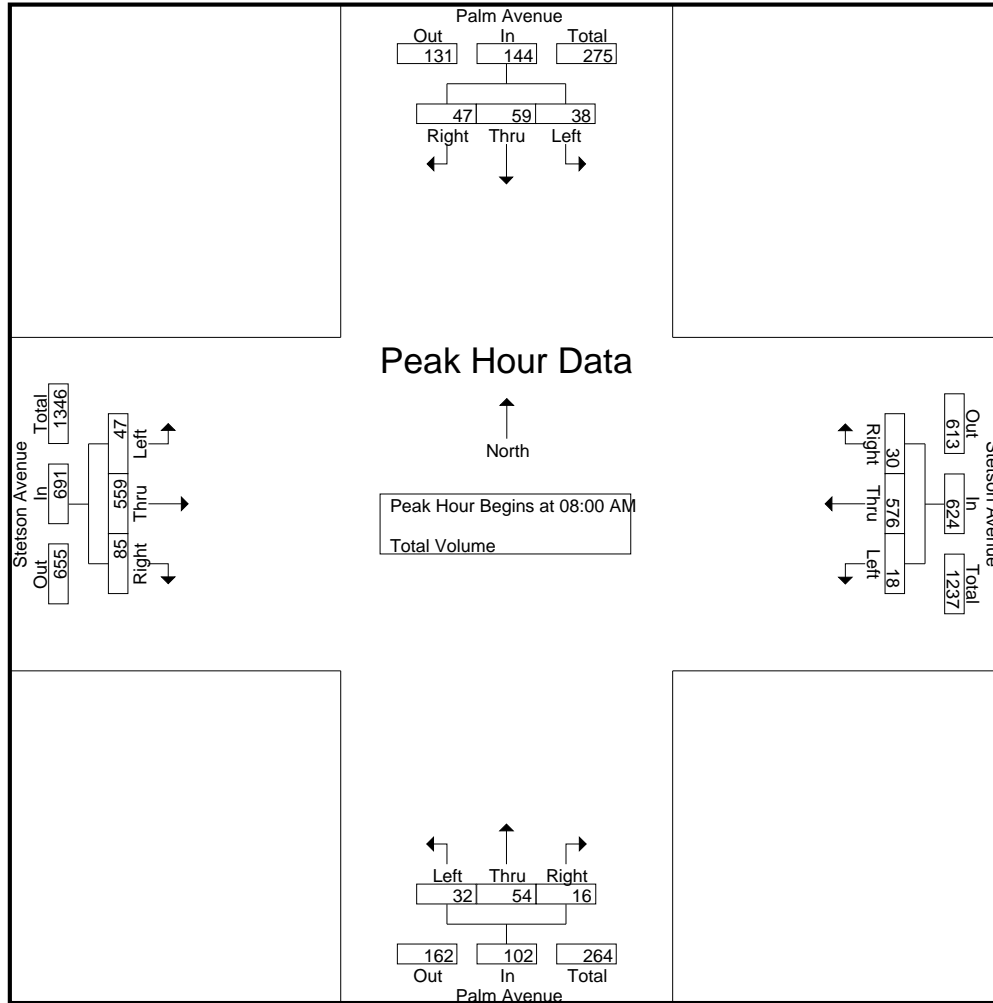 Palm Avenue
Out In Total
131 144 275
47 59 38
Right Thru Left
Peak Hour Data
North
Peak Hour Begins at 08:00 AM
Total Volume
Stetson Avenue
Out In Total
655 691 1346
85 559 47
Right Thru Left
Stetson Avenue
Out In Total
613 624 1237
30 576 18
Right Thru Left
Left Thru Right
32 54 16
162 102 264
Out In Total
Palm Avenue